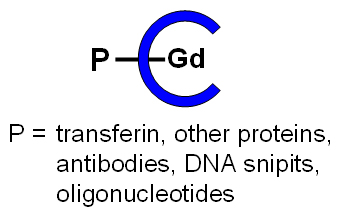 P Gd
P = transferin, other proteins,
antibodies, DNA snipits,
oligonucleotides